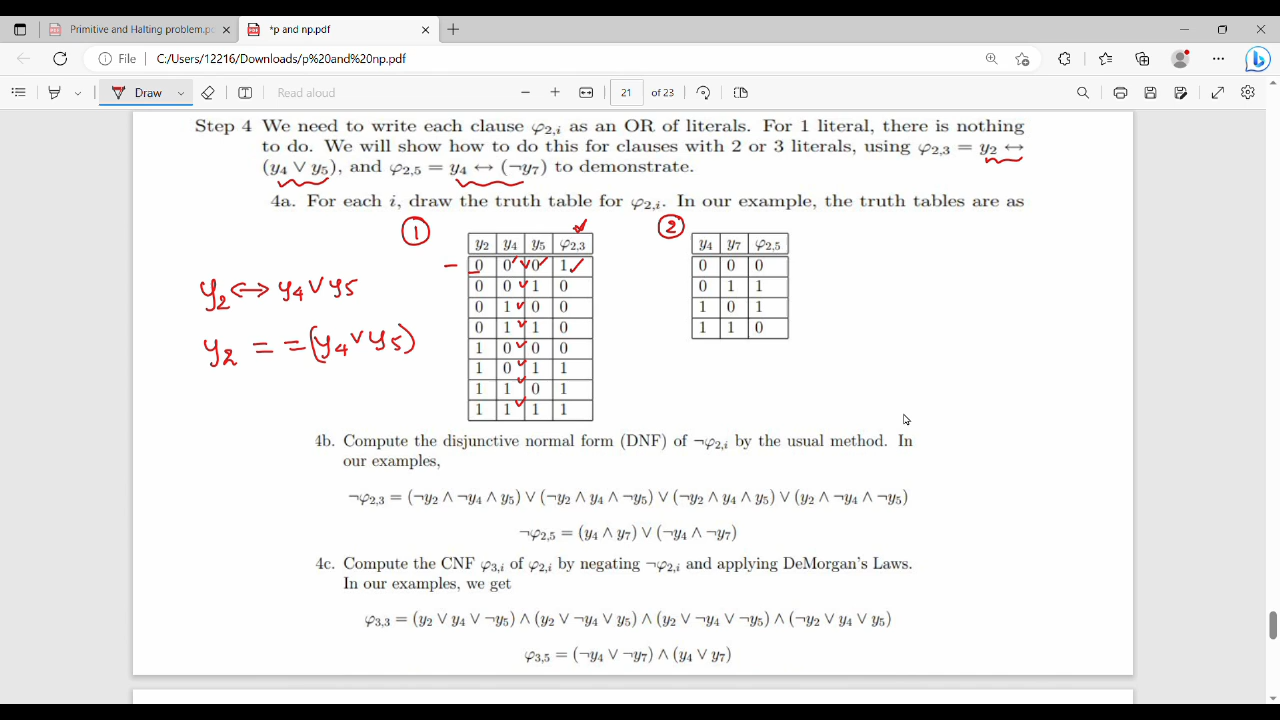 Primitive and Halting problem.pc
*p and np.pdf
File C:/Users/12216/Downloads/p%20and%20np.pdf
Draw Read aloud 21 of 23
Step 4 We need to write each clause φ2,i as an OR of literals. For 1 literal, there is nothing
to do. We will show how to do this for clauses with 2 or 3 literals, using φ2,3 = y2 ↔
(y4 ∨ y5), and φ2,5 = y4 ↔ (¬y7) to demonstrate.
4a. For each i, draw the truth table for φ2,i. In our example, the truth tables are as
① ②
y2 y4 y5 φ2,3
0 0 0 1
0 0 1 0
0 1 0 0
0 1 1 0
1 0 0 0
1 0 1 1
1 1 0 1
1 1 1 1
y4 y7 φ2,5
0 0 0
0 1 1
1 0 1
1 1 0
y2 ↔ y4 ∨ y5
y2 = = (y4 ∨ y5)
4b. Compute the disjunctive normal form (DNF) of ¬φ2,i by the usual method. In
our examples,
¬φ2,3 = (¬y2 ∧ ¬y4 ∧ y5) ∨ (¬y2 ∧ y4 ∧ ¬y5) ∨ (¬y2 ∧ y4 ∧ y5) ∨ (y2 ∧ ¬y4 ∧ ¬y5)
¬φ2,5 = (y4 ∧ y7) ∨ (¬y4 ∧ ¬y7)
4c. Compute the CNF φ3,i of φ2,i by negating ¬φ2,i and applying DeMorgan's Laws.
In our examples, we get
φ3,3 = (y2 ∨ y4 ∨ ¬y5) ∧ (y2 ∨ ¬y4 ∨ y5) ∧ (y2 ∨ ¬y4 ∨ ¬y5) ∧ (¬y2 ∨ y4 ∨ y5)
φ3,5 = (¬y4 ∨ ¬y7) ∧ (y4 ∨ y7)